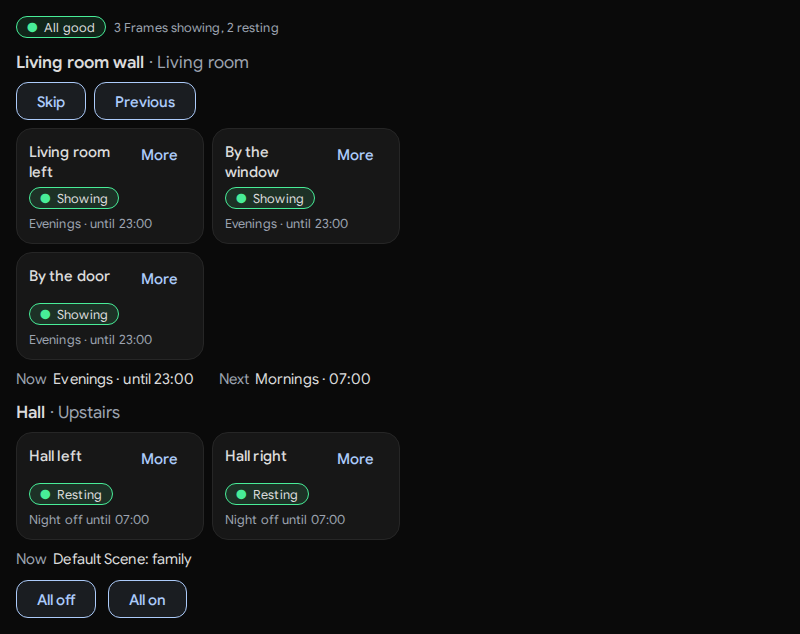 All good 3 Frames showing, 2 resting
Living room wall · Living room
Skip Previous
Living room left More
By the window More
Showing Showing
Evenings · until 23:00 Evenings · until 23:00
By the door More
Showing
Evenings · until 23:00
Now Evenings · until 23:00 Next Mornings · 07:00
Hall · Upstairs
Hall left More Hall right More
Resting Resting
Night off until 07:00 Night off until 07:00
Now Default Scene: family
All off All on